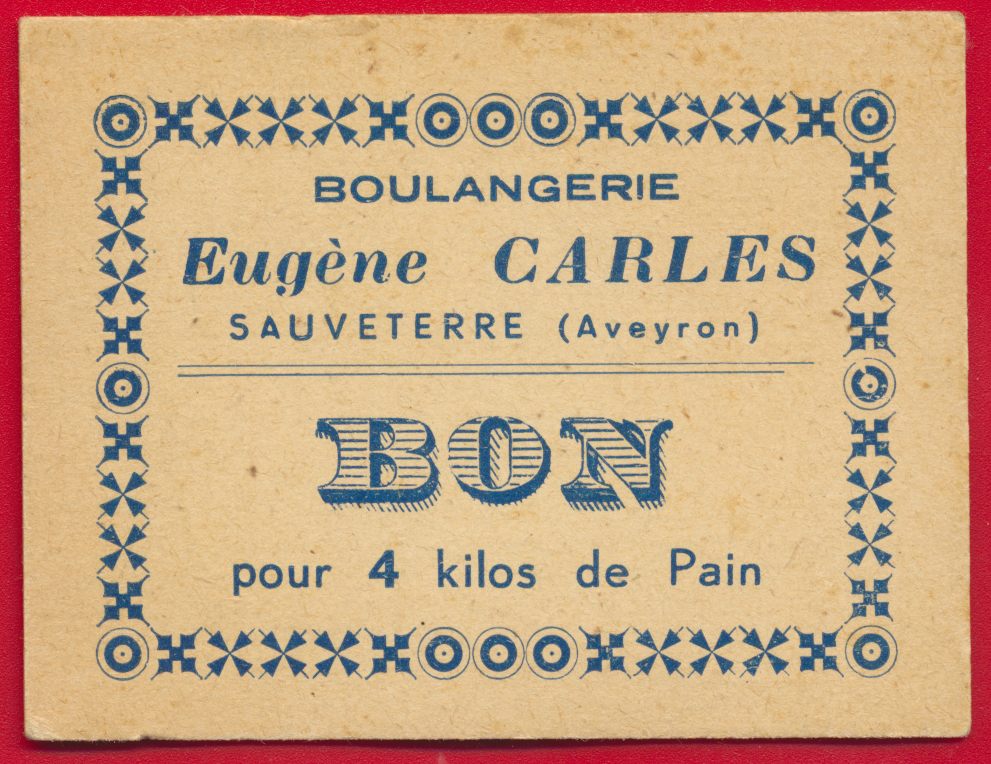 BOULANGERIE
Eugène CARLES
SAUVETERRE (Aveyron)
BON
pour 4 kilos de Pain